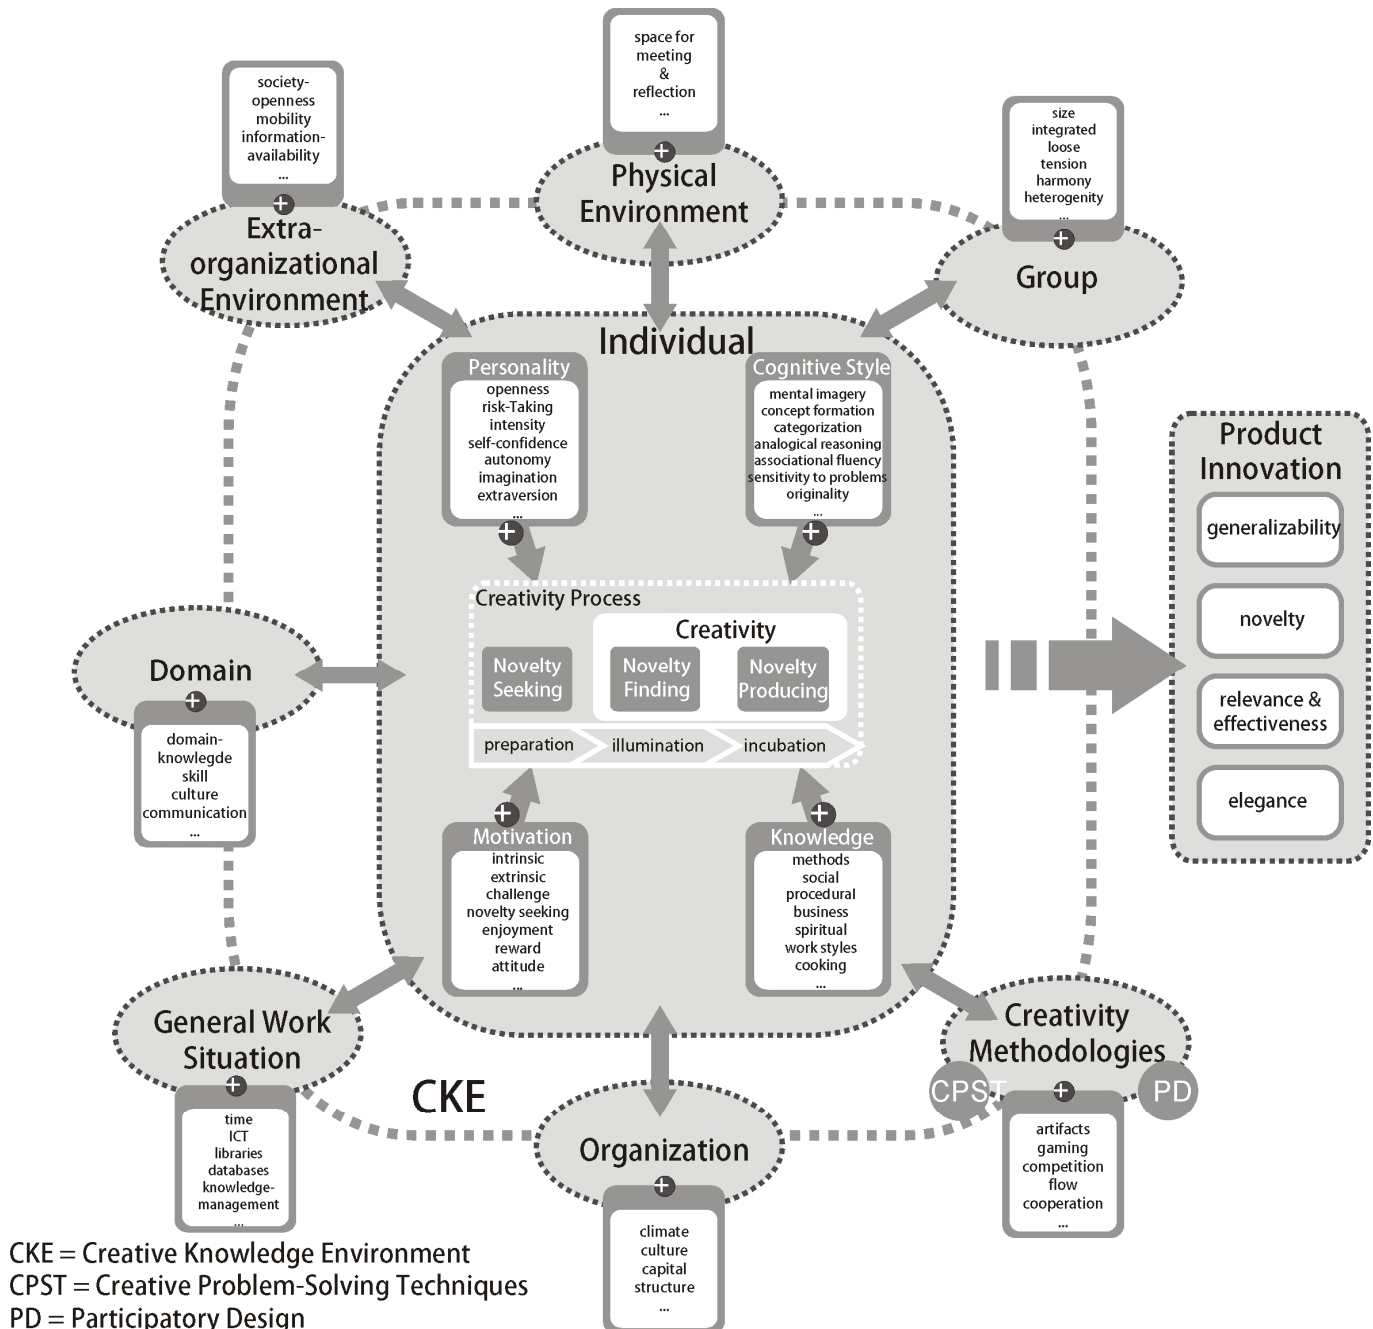 space for
meeting
&
reflection
...
Physical
Environment
society-
openness
mobility
information-
availability
...
Extra-
organizational
Environment
size
integrated
loose
tension
harmony
heterogenity
...
Group
Individual
Personality
openness
risk-Taking
intensity
self-confidence
autonomy
imagination
extraversion
...
Cognitive Style
mental imagery
concept formation
categorization
analogical reasoning
associational fluency
sensitivity to problems
originality
...
Creativity Process
Creativity
Novelty
Seeking
Novelty
Finding
Novelty
Producing
preparation
illumination
incubation
Motivation
intrinsic
extrinsic
challenge
novelty seeking
enjoyment
reward
attitude
...
Knowledge
methods
social
procedural
business
spiritual
work styles
cooking
...
Domain
domain-
knowlegde
skill
culture
communication
...
Product
Innovation
generalizability
novelty
relevance &
effectiveness
elegance
General Work
Situation
time
ICT
libraries
databases
knowledge-
management
...
CKE
Organization
climate
culture
capital
structure
...
Creativity
Methodologies
CPST
PD
artifacts
gaming
competition
flow
cooperation
...
CKE = Creative Knowledge Environment
CPST = Creative Problem-Solving Techniques
PD = Participatory Design